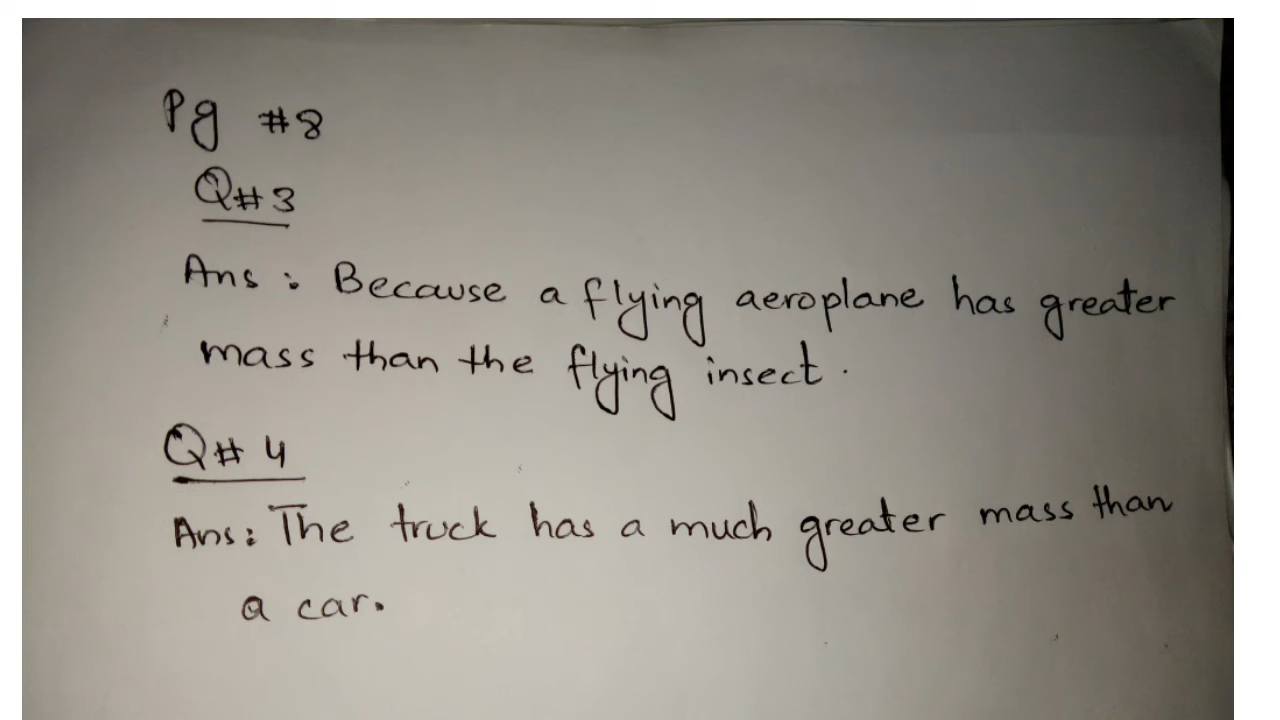 Pg #8
Q#3
Ans : Because a flying aeroplane has greater
mass than the flying insect.
Q# 4
Ans: The truck has a much greater mass than
a car.